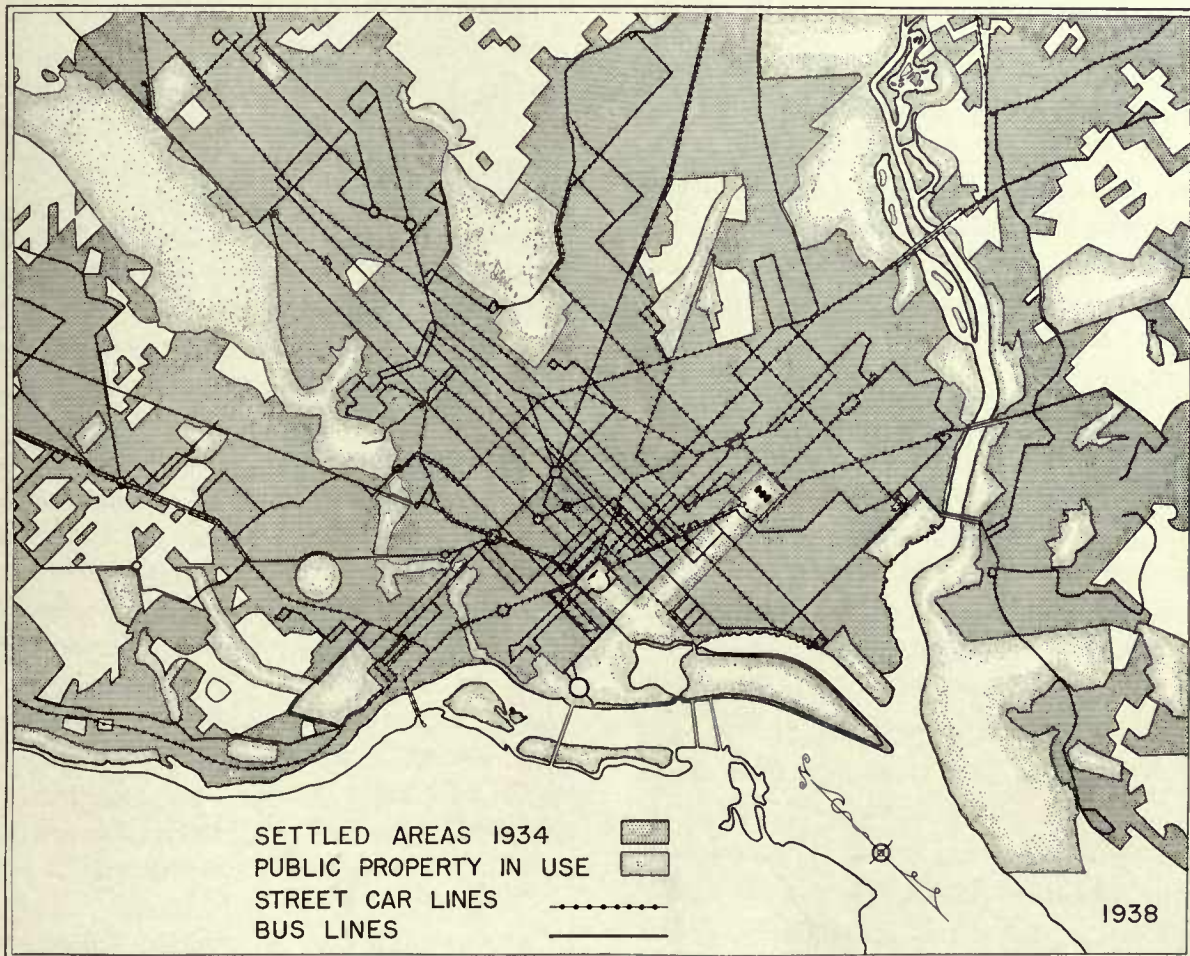 SETTLED AREAS 1934
PUBLIC PROPERTY IN USE
STREET CAR LINES
BUS LINES
N
1938